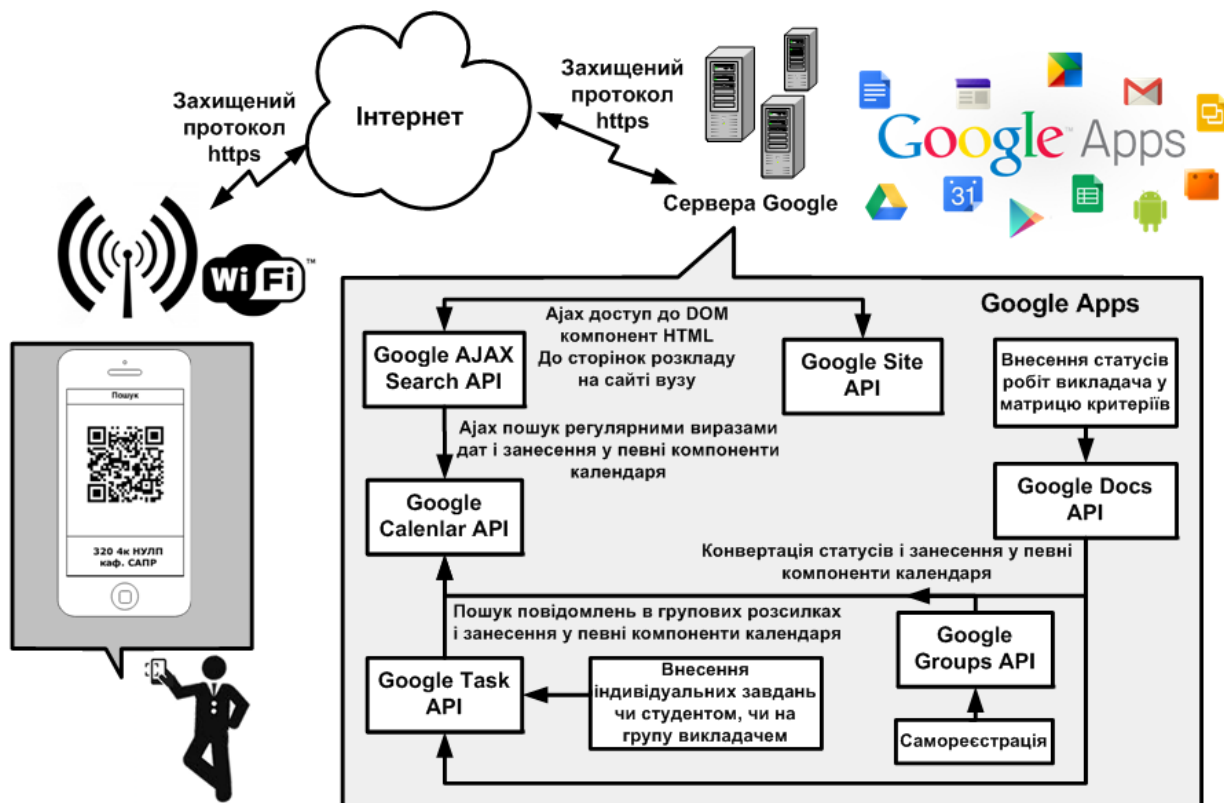 Захищений
протокол
https
Інтернет
Захищений
протокол
https
Сервера Google
Google™ Apps
31
WiFi™
Пошук
320 4к НУЛП
каф. САПР
Google Apps
Google AJAX
Search API
Ajax доступ до DOM
компонент HTML
До сторінок розкладу
на сайті вузу
Google Site
API
Внесення статусів
робіт викладача у
матрицю критеріїв
Ajax пошук регулярними виразами
дат і занесення у певні компоненти
календаря
Google
Calenlar API
Google Docs
API
Конвертація статусів і занесення у певні
компоненти календаря
Пошук повідомлень в групових розсилках
і занесення у певні компоненти календаря
Google
Groups API
Google Task
API
Внесення
індивідуальних завдань
чи студентом, чи на
групу викладачем
Самореєстрація